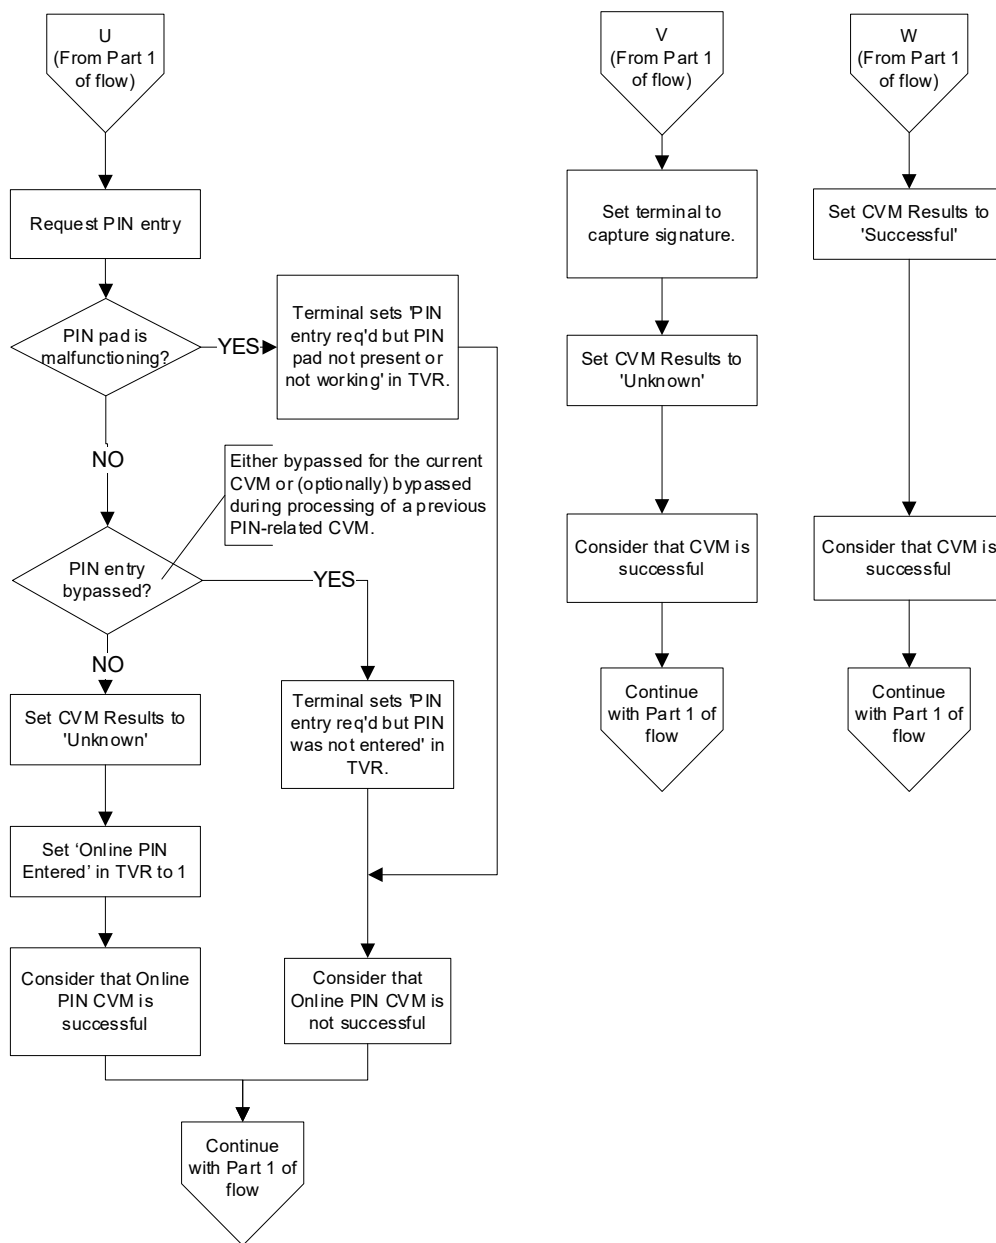 U
(From Part 1
of flow)
Request PIN entry
PIN pad is
malfunctioning?
YES
Terminal sets 'PIN
entry req'd but PIN
pad not present or
not working' in TVR.
NO
Either bypassed for the current
CVM or (optionally) bypassed
during processing of a previous
PIN-related CVM.
PIN entry
bypassed?
YES
NO
Set CVM Results to
'Unknown'
Terminal sets 'PIN
entry req'd but PIN
was not entered' in
TVR.
Set ‘Online PIN
Entered’ in TVR to 1
Consider that Online
PIN CVM is
successful
Consider that
Online PIN CVM is
not successful
Continue
with Part 1 of
flow
V
(From Part 1
of flow)
Set terminal to
capture signature.
Set CVM Results to
'Unknown'
Consider that CVM is
successful
Continue
with Part 1 of
flow
W
(From Part 1
of flow)
Set CVM Results to
'Successful'
Consider that CVM is
successful
Continue
with Part 1 of
flow